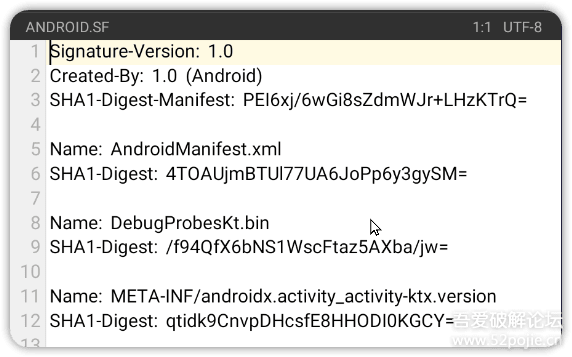 ANDROID.SF 1:1 UTF-8
1 Signature-Version: 1.0
2 Created-By: 1.0 (Android)
3 SHA1-Digest-Manifest: PEl6xj/6wGi8sZdmWJr+LHzKTrQ=
4
5 Name: AndroidManifest.xml
6 SHA1-Digest: 4TOAUjmBTUl77UA6JoPp6y3gySM=
7
8 Name: DebugProbesKt.bin
9 SHA1-Digest: /f94QfX6bNS1WscFtaz5AXba/jw=
10
11 Name: META-INF/androidx.activity_activity-ktx.version
12 SHA1-Digest: qtidk9CnvpDHcsfE8HHODI0KGCY=
13
吾爱破解论坛
www.52pojie.cn